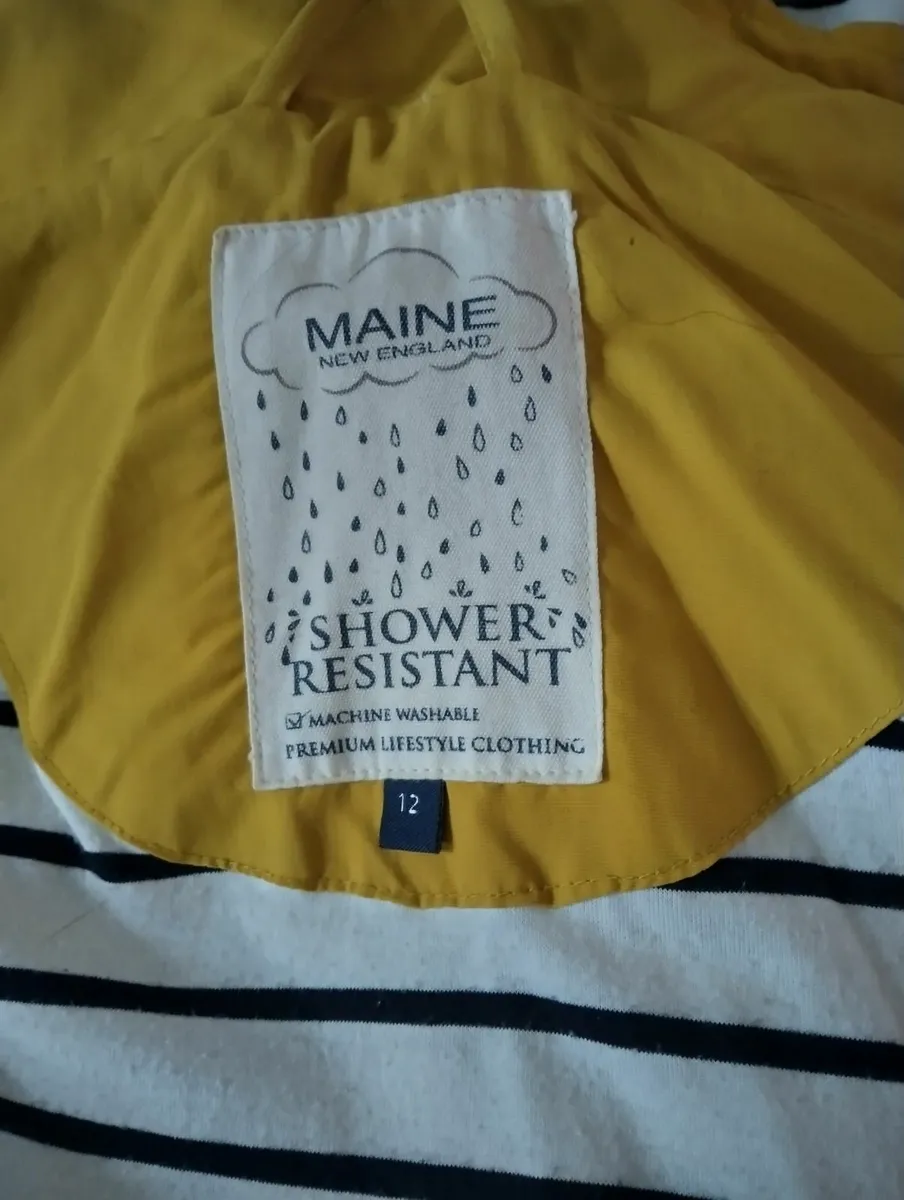 MAINE
NEW ENGLAND
SHOWER
RESISTANT
MACHINE WASHABLE
PREMIUM LIFESTYLE CLOTHING
12